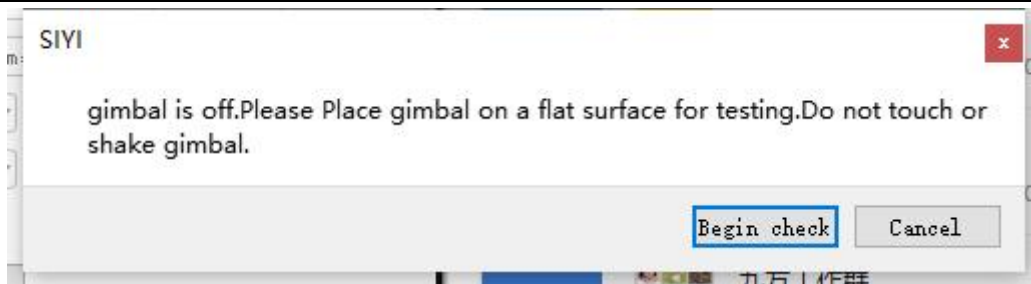 SIYI
gimbal is off.Please Place gimbal on a flat surface for testing.Do not touch or
shake gimbal.
Begin check
Cancel